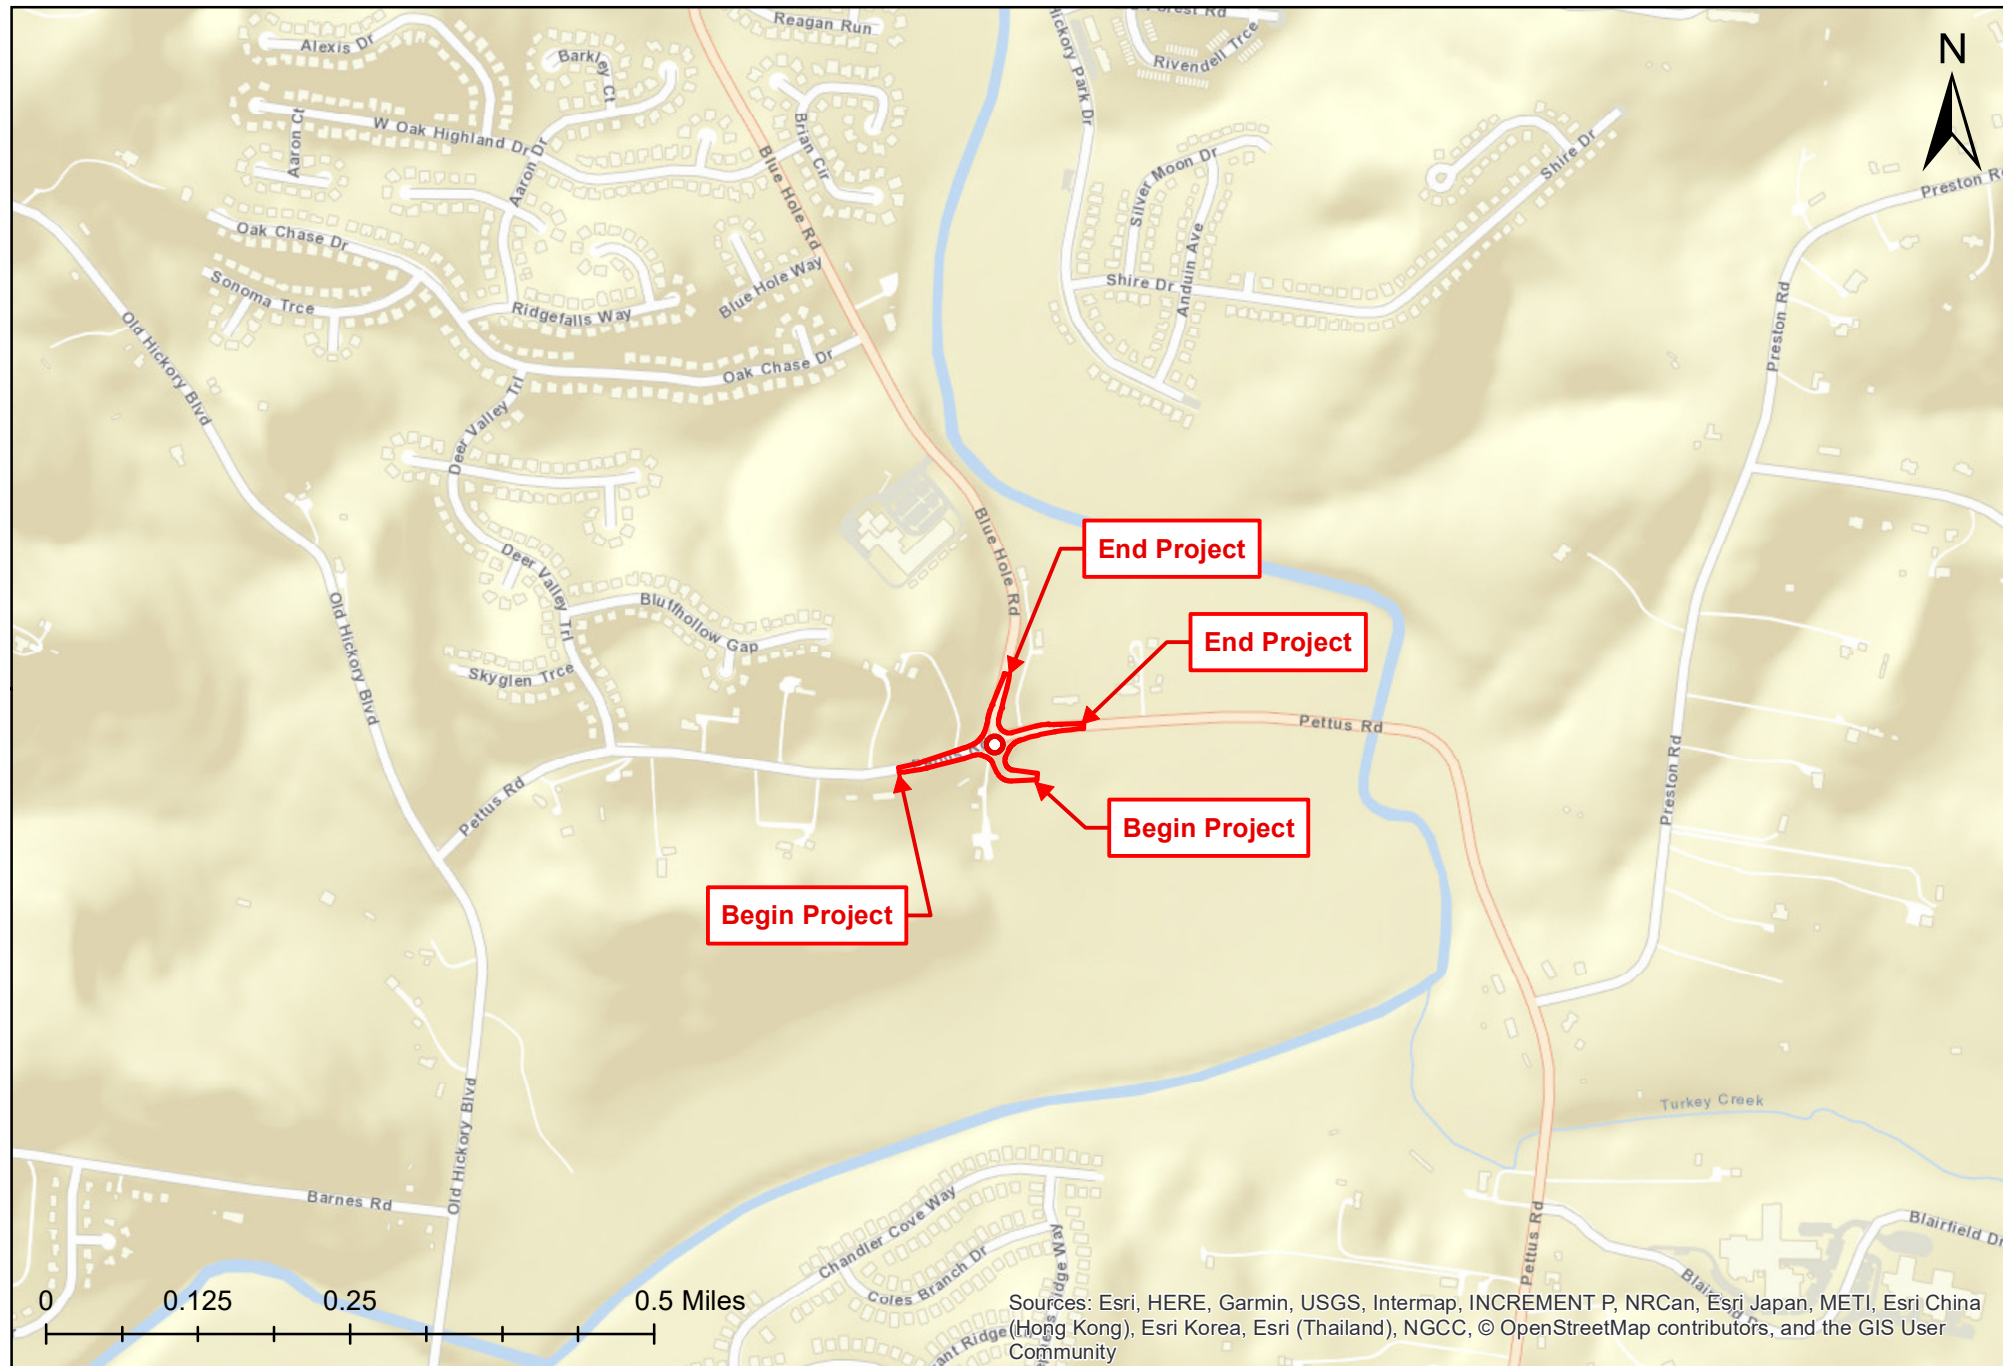 Reagan Run
Forest Rd
N
Alexis Dr
Barkley Ct
Hickory Park Dr
Rivendell Trce
Aaron Ct
W Oak Highland Dr
Aaron Dr
Brian Cir
Blue Hole Rd
Silver Moon Dr
Shire Dr
Preston Rd
Oak Chase Dr
Sonoma Trce
Ridgefalls Way
Blue Hole Way
Shire Dr
Anduin Ave
Preston Rd
Old Hickory Blvd
Oak Chase Dr
Deer Valley Trl
Blue Hole Rd
End Project
Deer Valley Trl
Bluffhollow Gap
Old Hickory Blvd
Skyglen Trce
End Project
Pettus Rd
Pettus Rd
Preston Rd
Begin Project
Begin Project
Old Hickory Blvd
Turkey Creek
Barnes Rd
Chandler Cove Way
Coles Branch Dr
Ridge Way
Pettus Rd
Blairfield Dr
0 0.125 0.25 0.5 Miles
Sources: Esri, HERE, Garmin, USGS, Intermap, INCREMENT P, NRCan, Esri Japan, METI, Esri China
(Hong Kong), Esri Korea, Esri (Thailand), NGCC, © OpenStreetMap contributors, and the GIS User
Community